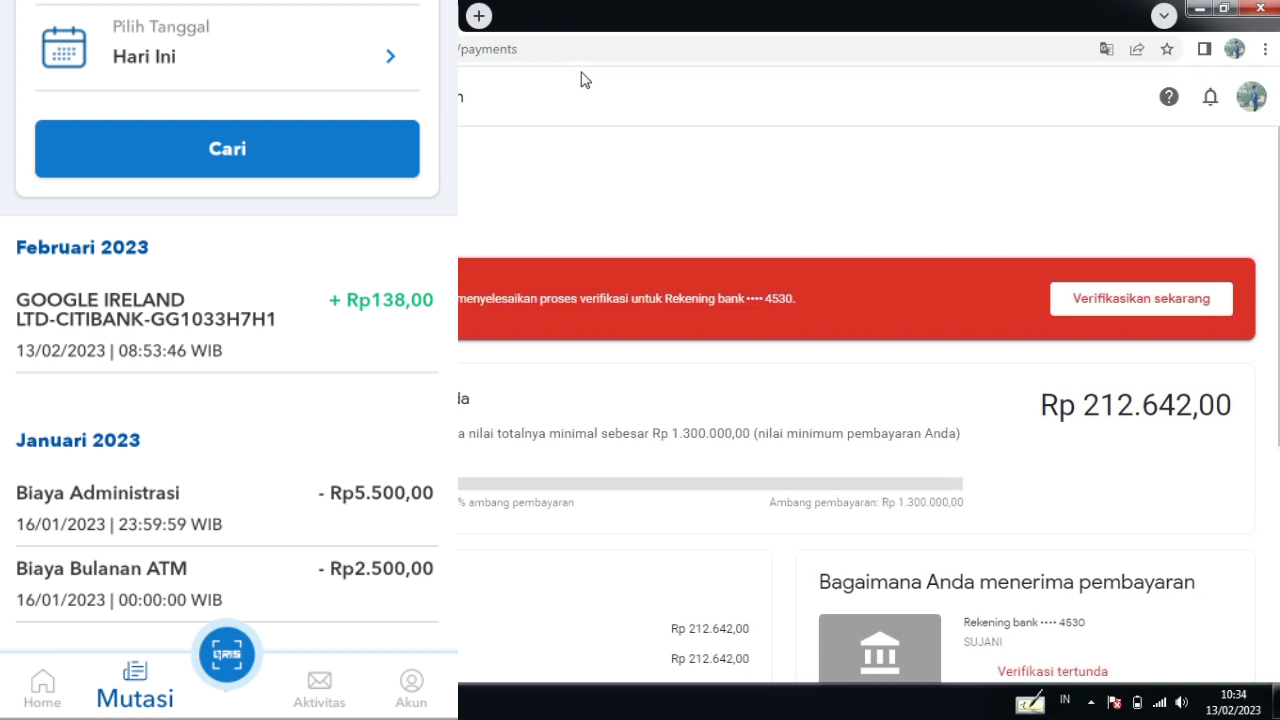 Pilih Tanggal
Hari Ini
Cari
Februari 2023
GOOGLE IRELAND + Rp138,00
LTD-CITIBANK-GG1033H7H1
13/02/2023 | 08:53:46 WIB
Januari 2023
Biaya Administrasi - Rp5.500,00
16/01/2023 | 23:59:59 WIB
Biaya Bulanan ATM - Rp2.500,00
16/01/2023 | 00:00:00 WIB
QRIS
Home
Mutasi
Aktivitas
Akun
/payments
n
menyelesaikan proses verifikasi untuk Rekening bank •••• 4530.
Verifikasikan sekarang
da
Rp 212.642,00
a nilai totalnya minimal sebesar Rp 1.300.000,00 (nilai minimum pembayaran Anda)
% ambang pembayaran
Ambang pembayaran: Rp 1.300.000,00
Rp 212.642,00
Rp 212.642,00
Bagaimana Anda menerima pembayaran
Rekening bank •••• 4530
SUJANI
Verifikasi tertunda
IN
10:34
13/02/2023